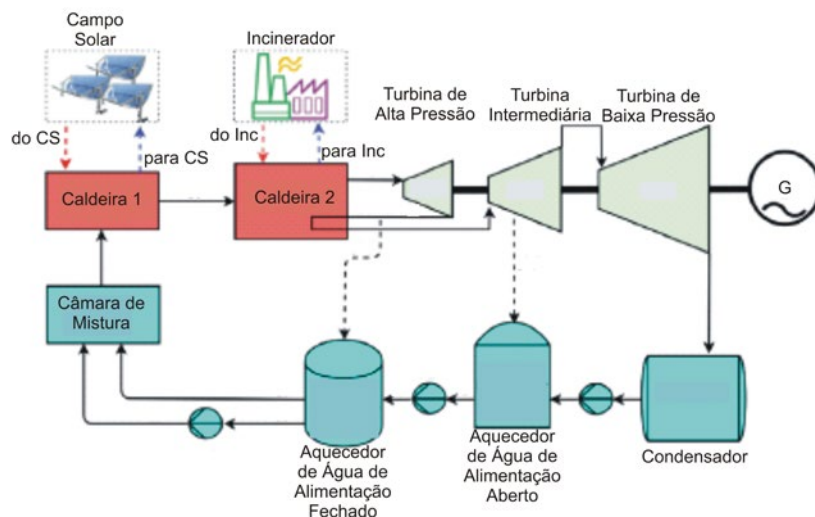 Campo
Solar
Incinerador
Turbina de
Alta Pressão
Turbina
Intermediária
Turbina de
Baixa Pressão
do CS
para CS
do Inc
para Inc
Caldeira 1
Caldeira 2
G
Câmara de
Mistura
Aquecedor
de Água de
Alimentação
Fechado
Aquecedor
de Água de
Alimentação
Aberto
Condensador